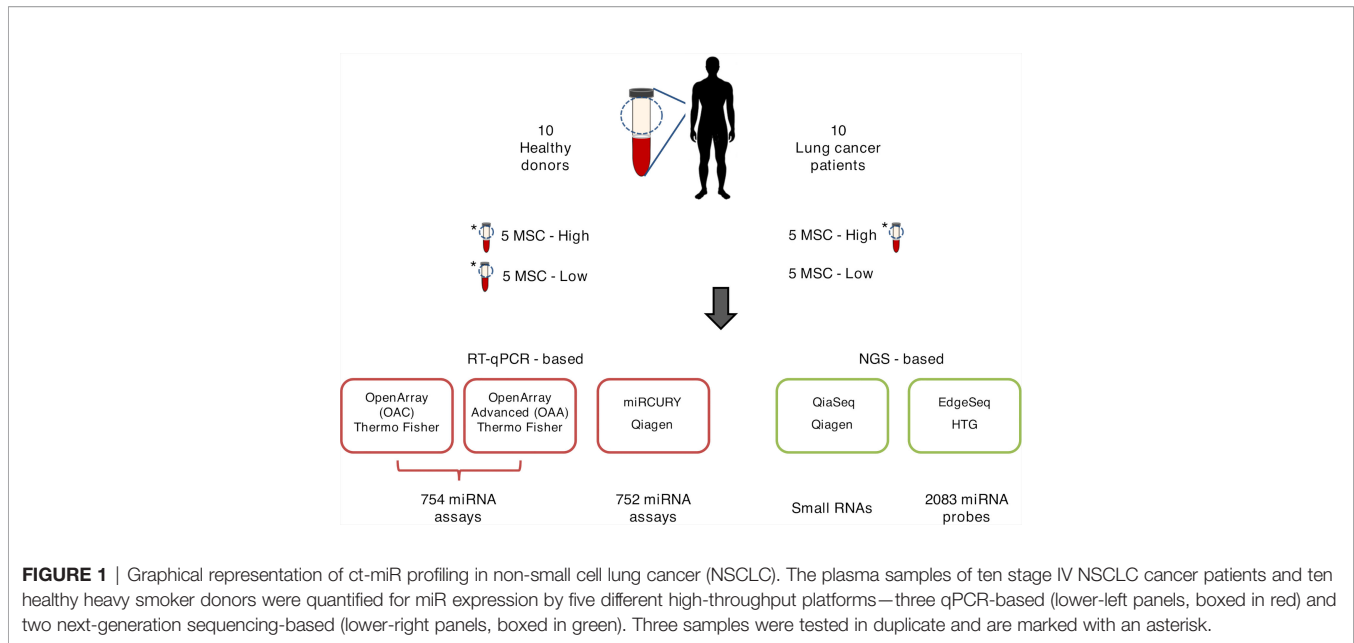 10
Healthy
donors
10
Lung cancer
patients
* 5 MSC - High
* 5 MSC - Low
5 MSC - High *
5 MSC - Low
RT-qPCR - based
NGS - based
OpenArray
(OAC)
Thermo Fisher
OpenArray
Advanced (OAA)
Thermo Fisher
miRCURY
Qiagen
QiaSeq
Qiagen
EdgeSeq
HTG
754 miRNA
assays
752 miRNA
assays
Small RNAs
2083 miRNA
probes
FIGURE 1 | Graphical representation of ct-miR profiling in non-small cell lung cancer (NSCLC). The plasma samples of ten stage IV NSCLC cancer patients and ten
healthy heavy smoker donors were quantified for miR expression by five different high-throughput platforms—three qPCR-based (lower-left panels, boxed in red) and
two next-generation sequencing-based (lower-right panels, boxed in green). Three samples were tested in duplicate and are marked with an asterisk.